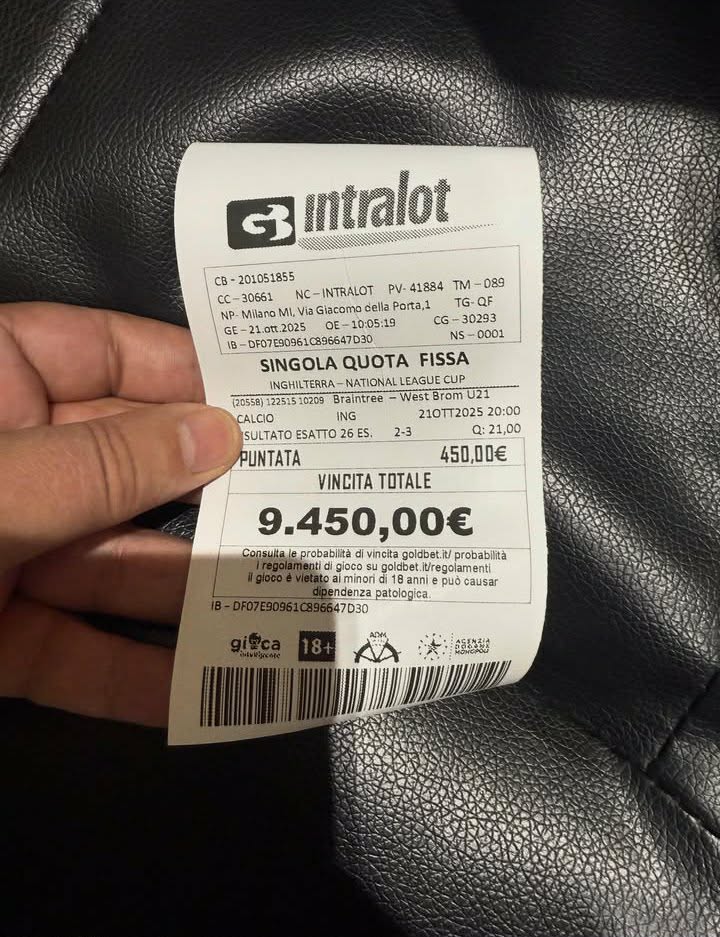 GB intralot
CB - 201051855
CC – 30661 NC – INTRALOT PV- 41884 TM – 089
NP- Milano MI, Via Giacomo della Porta,1 TG- QF
GE – 21.ott.2025 OE – 10:05:19 CG – 30293
IB – DF07E90961C896647D30 NS – 0001
SINGOLA QUOTA FISSA
INGHILTERRA – NATIONAL LEAGUE CUP
(20558) 122515 10209 Braintree – West Brom U21
CALCIO ING 21OTT2025 20:00
ISULTATO ESATTO 26 ES. 2-3 Q: 21,00
PUNTATA 450,00€
VINCITA TOTALE
9.450,00€
Consulta le probabilità di vincita goldbet.it/ probabilità
i regolamenti di gioco su goldbet.it/regolamenti
il gioco è vietato ai minori di 18 anni e può causar
dipendenza patologica.
IB – DF07E90961C896647D30
gioca 18+ ADM AGENZIA
DOGANE
MONOPOLI